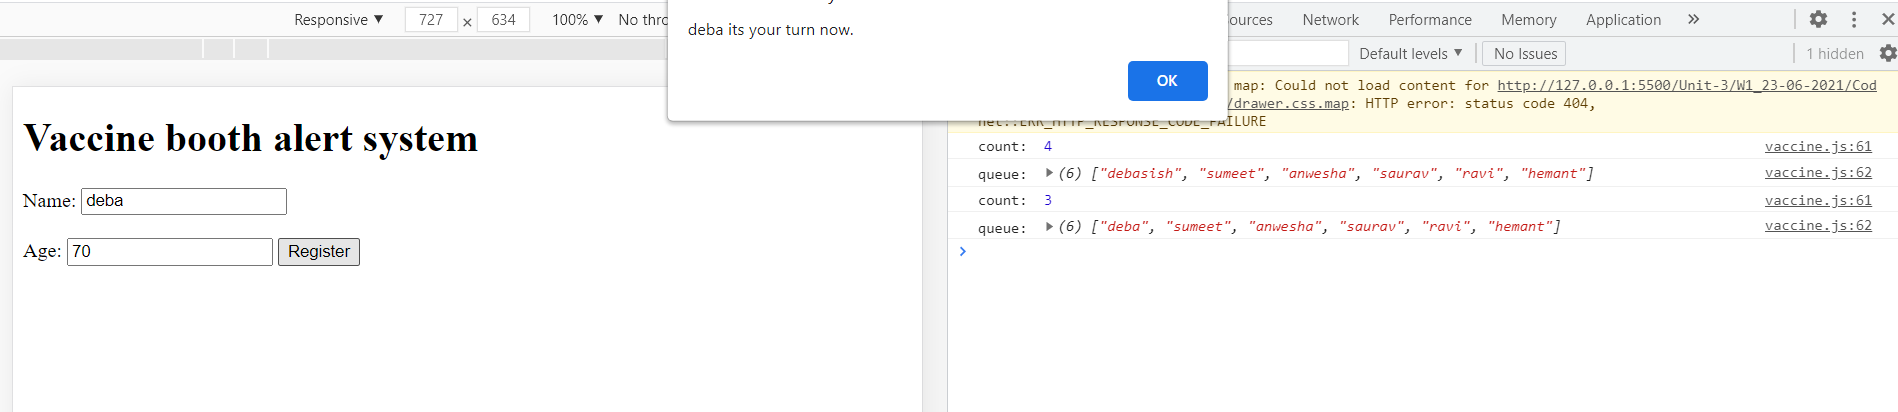 Responsive ▼ 727 × 634 100% ▼ No thro
deba its your turn now.
OK
ources Network Performance Memory Application »
Default levels ▼ No Issues 1 hidden
Vaccine booth alert system
Name: deba
Age: 70 Register
map: Could not load content for http://127.0.0.1:5500/Unit-3/W1_23-06-2021/Cod
/drawer.css.map: HTTP error: status code 404,
net::ERR_HTTP_RESPONSE_CODE_FAILURE
count: 4 vaccine.js:61
queue: ▶(6) ["debasish", "sumeet", "anwesha", "saurav", "ravi", "hemant"] vaccine.js:62
count: 3 vaccine.js:61
queue: ▶(6) ["deba", "sumeet", "anwesha", "saurav", "ravi", "hemant"] vaccine.js:62